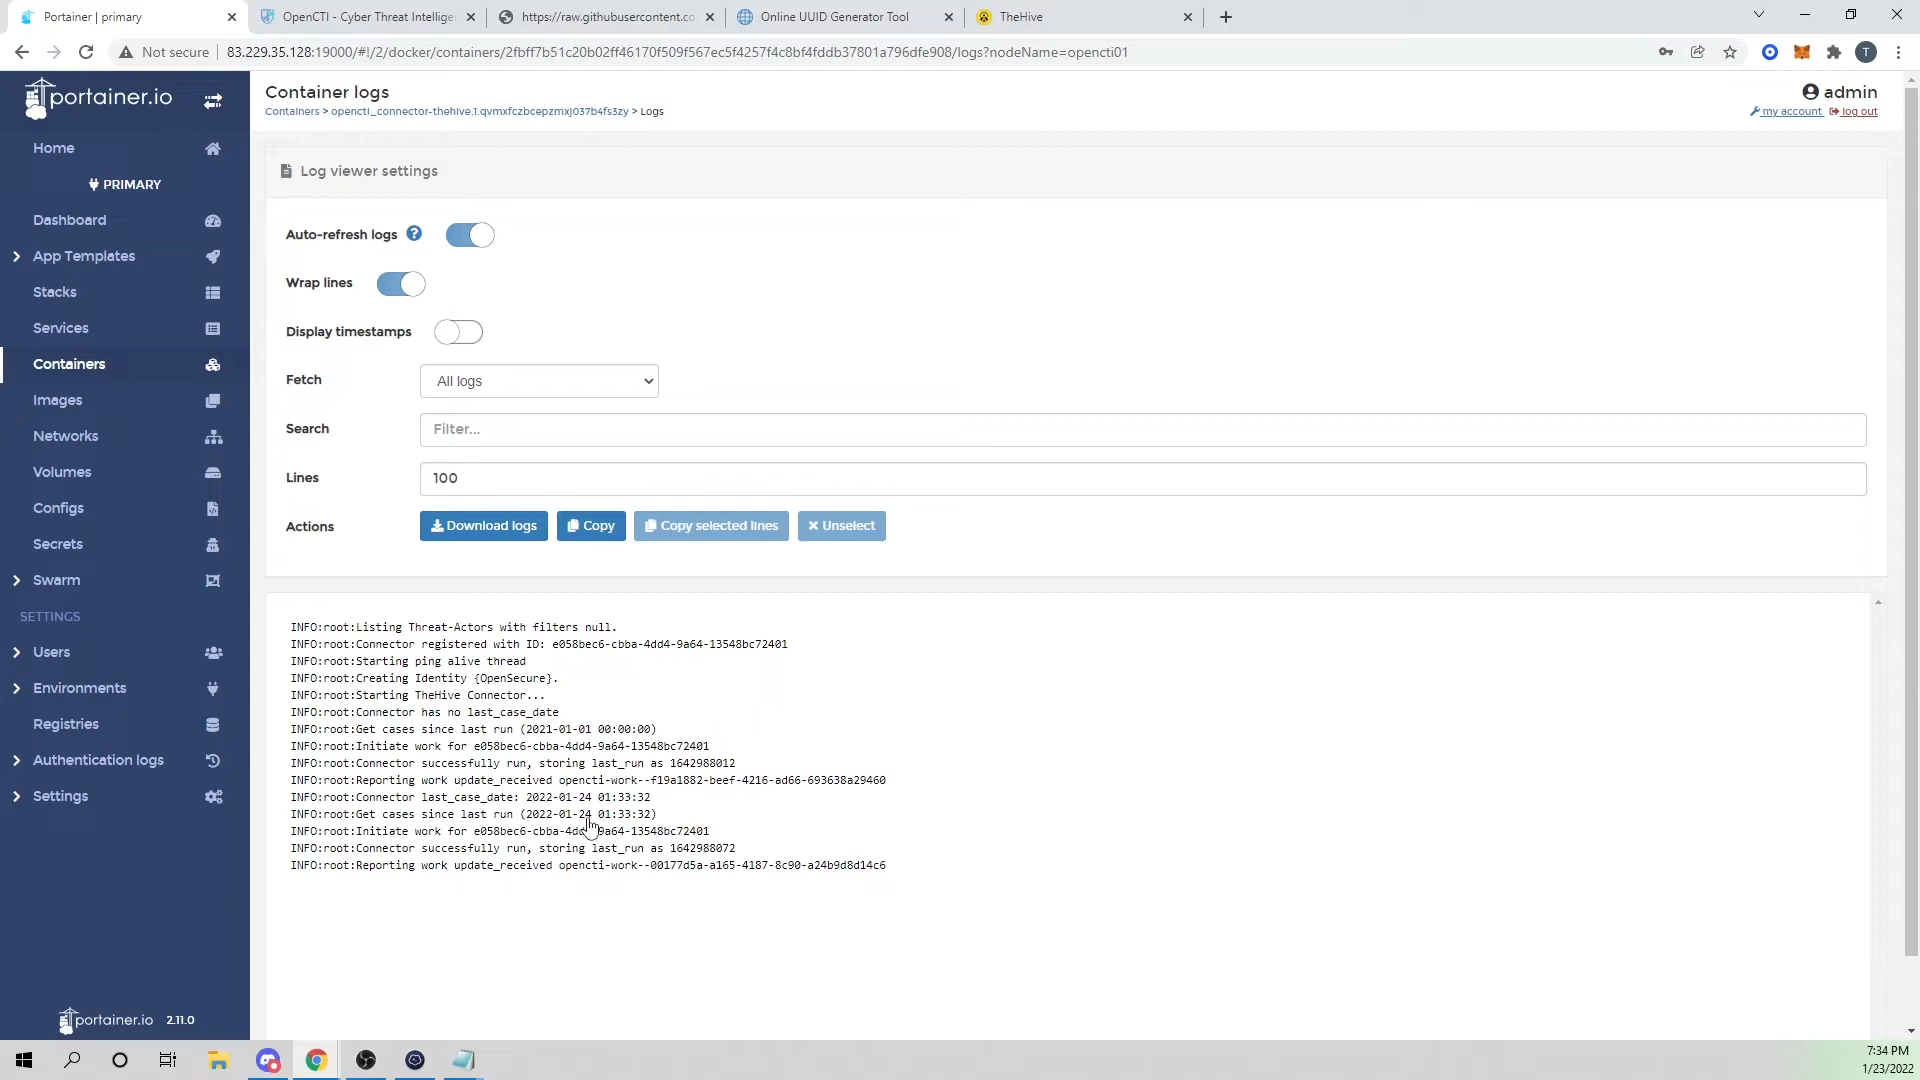 Portainer | primary
OpenCTI - Cyber Threat Intellige
https://raw.githubusercontent.co
Online UUID Generator Tool
TheHive
Not secure
83.229.35.128:19000/#!/2/docker/containers/2fbff7b51c20b02ff46170f509f567ec5f4257f4c8bf4fddb37801a796dfe908/logs?nodeName=opencti01
T
portainer.io
Home
PRIMARY
Dashboard
App Templates
Stacks
Services
Containers
Images
Networks
Volumes
Configs
Secrets
Swarm
SETTINGS
Users
Environments
Registries
Authentication logs
Settings
portainer.io 2.11.0
Container logs
Containers > opencti_connector-thehive.1.qvmxfczbcepzmxj037b4fs3zy > Logs
admin
my account log out
Log viewer settings
Auto-refresh logs ?
Wrap lines
Display timestamps
Fetch All logs
Search Filter...
Lines 100
Actions Download logs Copy Copy selected lines Unselect
INFO:root:Listing Threat-Actors with filters null.
INFO:root:Connector registered with ID: e058bec6-cbba-4dd4-9a64-13548bc72401
INFO:root:Starting ping alive thread
INFO:root:Creating Identity {OpenSecure}.
INFO:root:Starting TheHive Connector...
INFO:root:Connector has no last_case_date
INFO:root:Get cases since last run (2021-01-01 00:00:00)
INFO:root:Initiate work for e058bec6-cbba-4dd4-9a64-13548bc72401
INFO:root:Connector successfully run, storing last_run as 1642988012
INFO:root:Reporting work update_received opencti-work--f19a1882-beef-4216-ad66-693638a29460
INFO:root:Connector last_case_date: 2022-01-24 01:33:32
INFO:root:Get cases since last run (2022-01-24 01:33:32)
INFO:root:Initiate work for e058bec6-cbba-4dd4-9a64-13548bc72401
INFO:root:Connector successfully run, storing last_run as 1642988072
INFO:root:Reporting work update_received opencti-work--00177d5a-a165-4187-8c90-a24b9d8d14c6
7:34 PM
1/23/2022